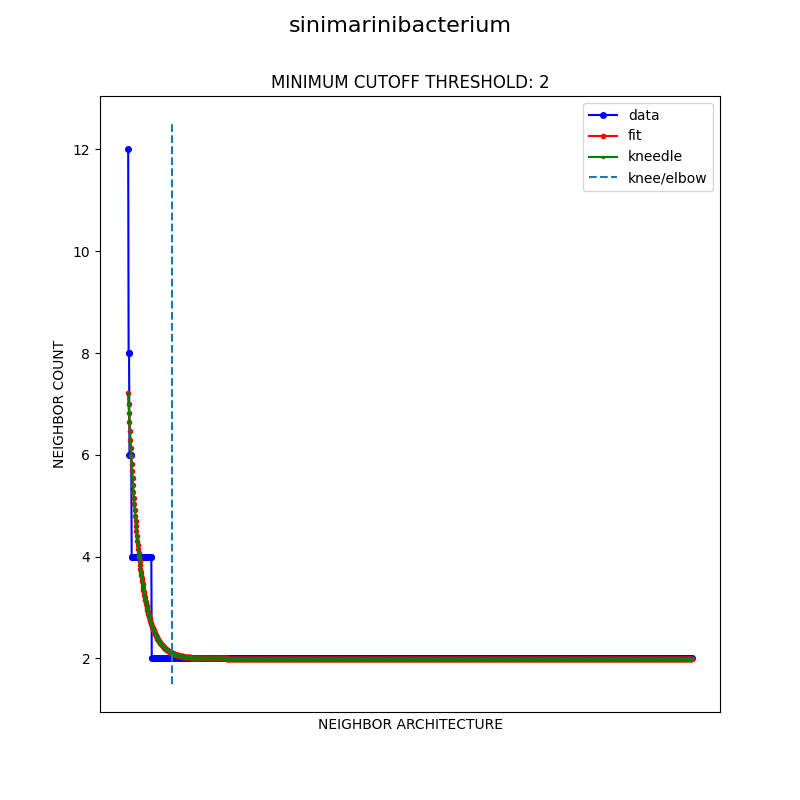 sinimarinibacterium
MINIMUM CUTOFF THRESHOLD: 2
data
fit
kneedle
knee/elbow
12
10
8
6
4
2
NEIGHBOR COUNT
NEIGHBOR ARCHITECTURE